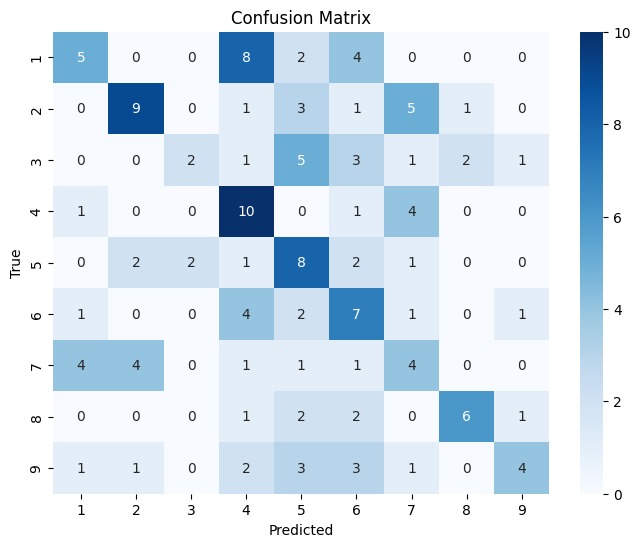 Confusion Matrix
1 5 0 0 8 2 4 0 0 0
2 0 9 0 1 3 1 5 1 0
3 0 0 2 1 5 3 1 2 1
4 1 0 0 10 0 1 4 0 0
5 0 2 2 1 8 2 1 0 0
6 1 0 0 4 2 7 1 0 1
7 4 4 0 1 1 1 4 0 0
8 0 0 0 1 2 2 0 6 1
9 1 1 0 2 3 3 1 0 4
1 2 3 4 5 6 7 8 9
True
Predicted
10
8
6
4
2
0